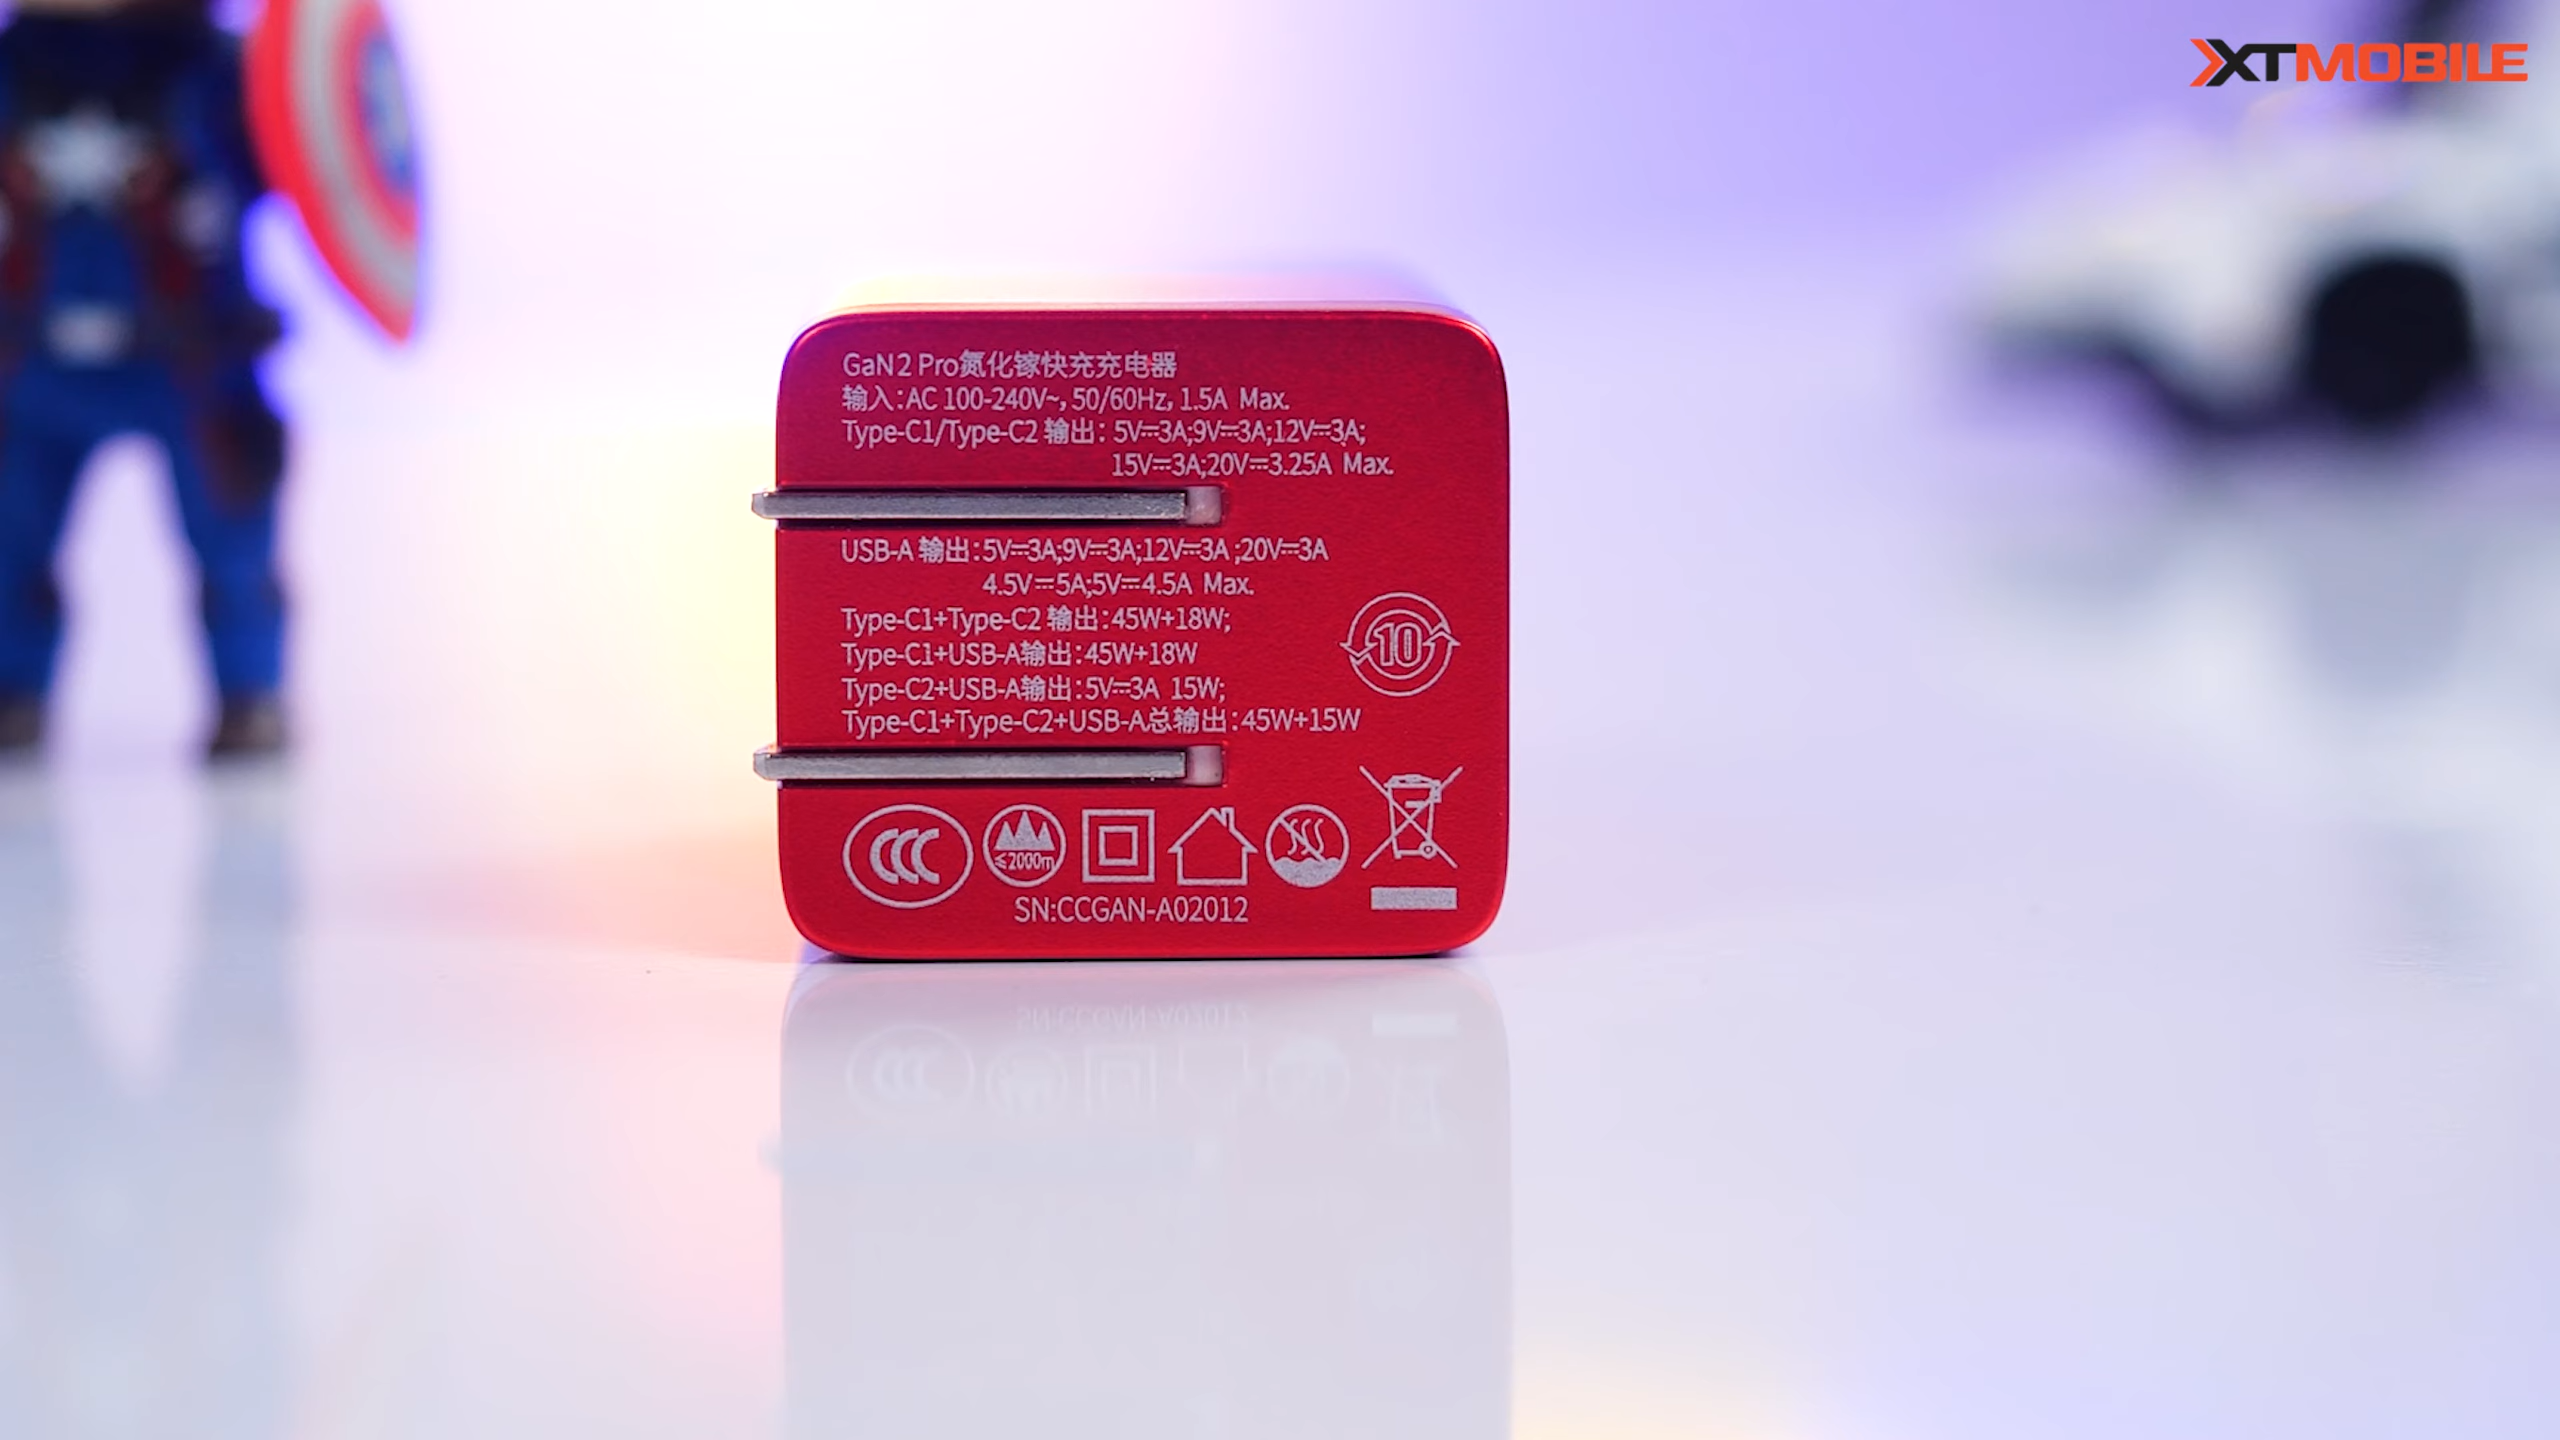 XTMOBILE
GaN 2 Pro氮化镓快充充电器
输入:AC 100-240V~, 50/60Hz, 1.5A Max.
Type-C1/Type-C2 输出: 5V⎓3A;9V⎓3A;12V⎓3A;
15V⎓3A;20V⎓3.25A Max.
USB-A 输出:5V⎓3A;9V⎓3A;12V⎓3A ;20V⎓3A
4.5V⎓5A;5V⎓4.5A Max.
Type-C1+Type-C2 输出:45W+18W;
Type-C1+USB-A输出:45W+18W
Type-C2+USB-A输出:5V⎓3A 15W;
Type-C1+Type-C2+USB-A总输出:45W+15W
10
CCC
≤2000m
SN:CCGAN-A02012